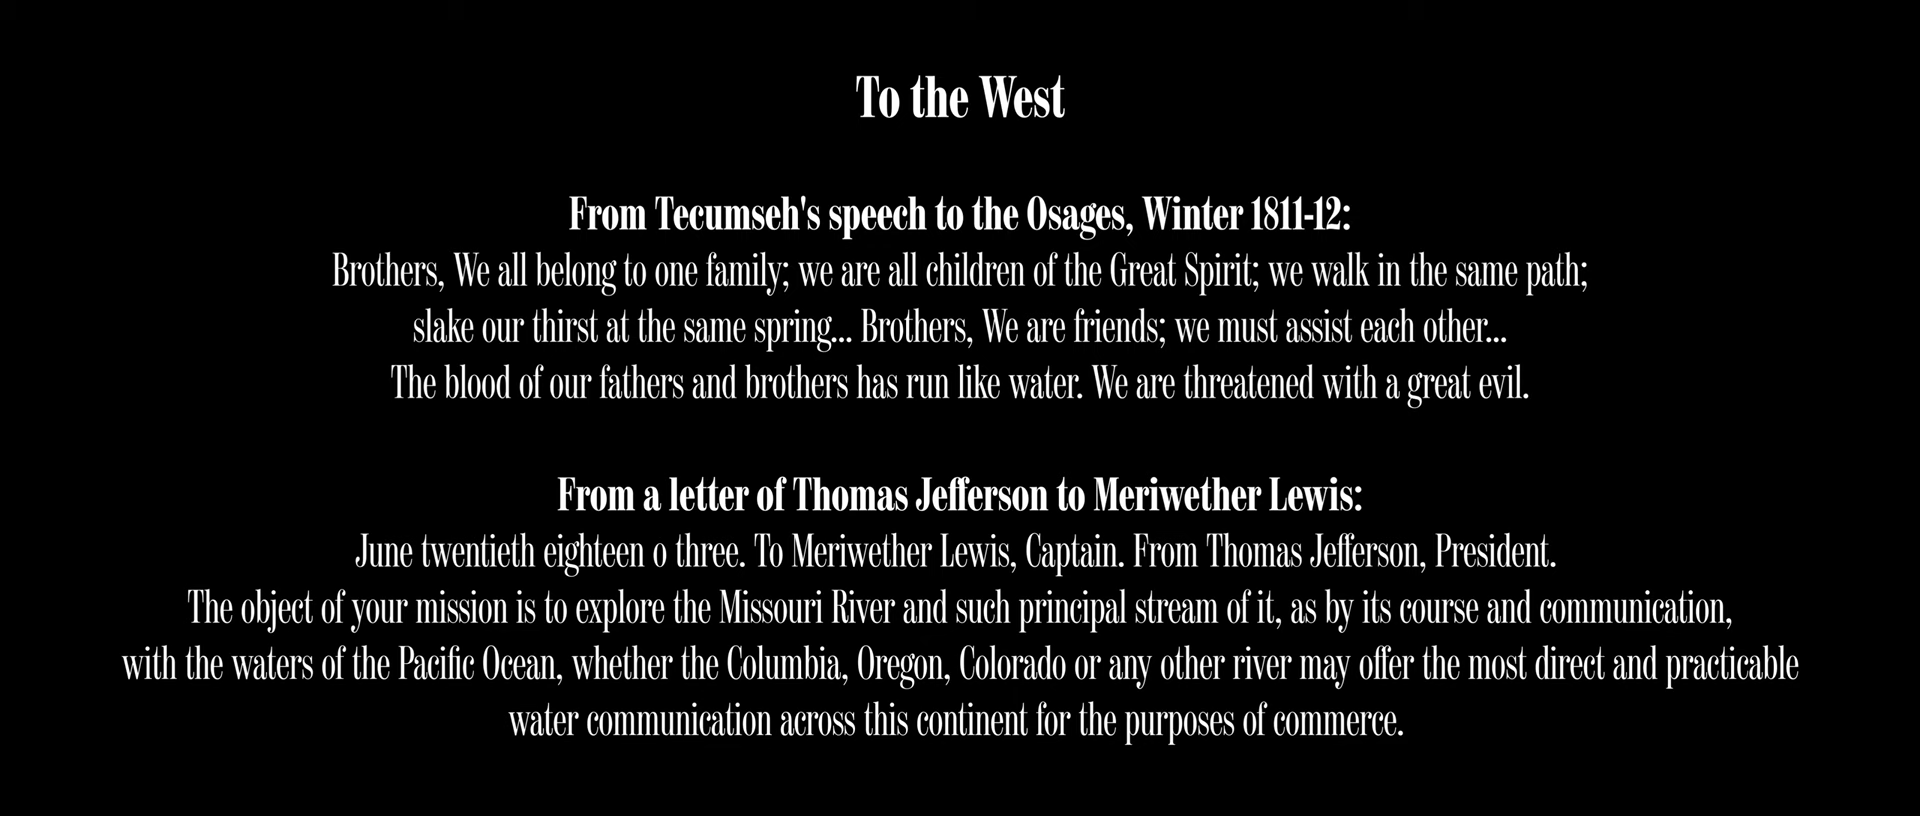 To the West
From Tecumseh's speech to the Osages, Winter 1811-12:
Brothers, We all belong to one family; we are all children of the Great Spirit; we walk in the same path;
slake our thirst at the same spring... Brothers, We are friends; we must assist each other...
The blood of our fathers and brothers has run like water. We are threatened with a great evil.
From a letter of Thomas Jefferson to Meriwether Lewis:
June twentieth eighteen o three. To Meriwether Lewis, Captain. From Thomas Jefferson, President.
The object of your mission is to explore the Missouri River and such principal stream of it, as by its course and communication,
with the waters of the Pacific Ocean, whether the Columbia, Oregon, Colorado or any other river may offer the most direct and practicable
water communication across this continent for the purposes of commerce.